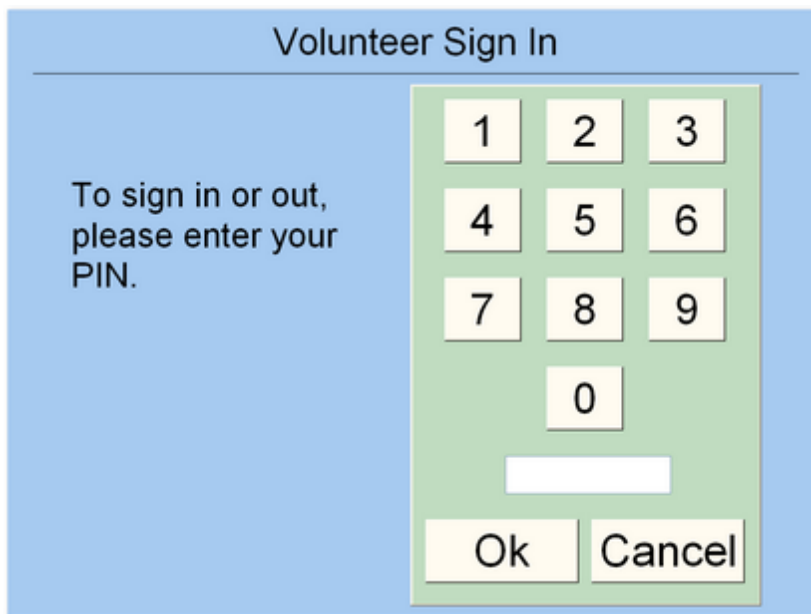 Volunteer Sign In
To sign in or out,
please enter your
PIN.
1 2 3
4 5 6
7 8 9
0
Ok Cancel